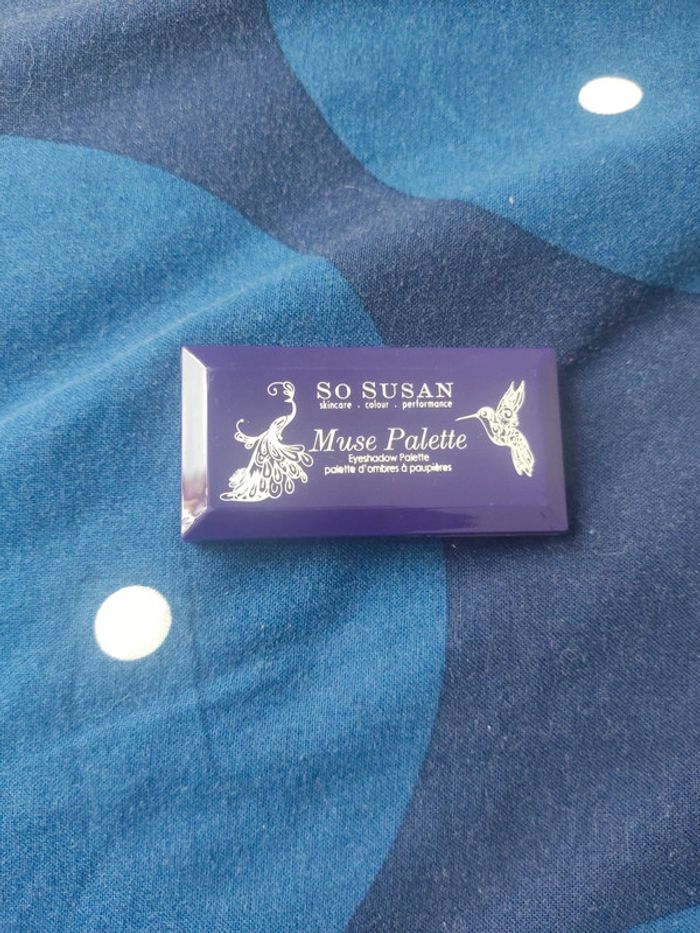 So Susan
skincare . colour . performance
Muse Palette
Eyeshadow Palette
palette d'ombres à paupières